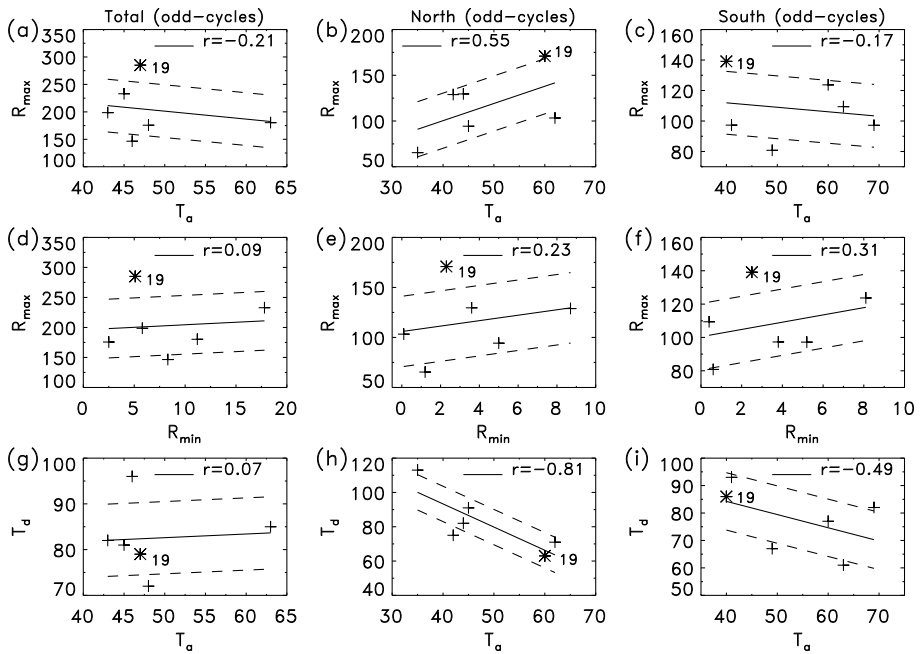 Total (odd-cycles)
North (odd-cycles)
South (odd-cycles)
(a)
r=−0.21
19
R_max
350
300
250
200
150
100
40 45 50 55 60 65
T_a
(b)
r=0.55
19
R_max
200
150
100
50
30 40 50 60 70
T_a
(c)
r=−0.17
19
R_max
160
140
120
100
80
40 50 60 70
T_a
(d)
r=0.09
19
R_max
350
300
250
200
150
100
0 5 10 15 20
R_min
(e)
r=0.23
19
R_max
200
150
100
50
0 2 4 6 8 10
R_min
(f)
r=0.31
19
R_max
160
140
120
100
80
0 2 4 6 8 10
R_min
(g)
r=0.07
19
T_d
100
90
80
70
40 45 50 55 60 65
T_a
(h)
r=−0.81
19
T_d
120
100
80
60
40
30 40 50 60 70
T_a
(i)
r=−0.49
19
T_d
100
90
80
70
60
50
40 50 60 70
T_a